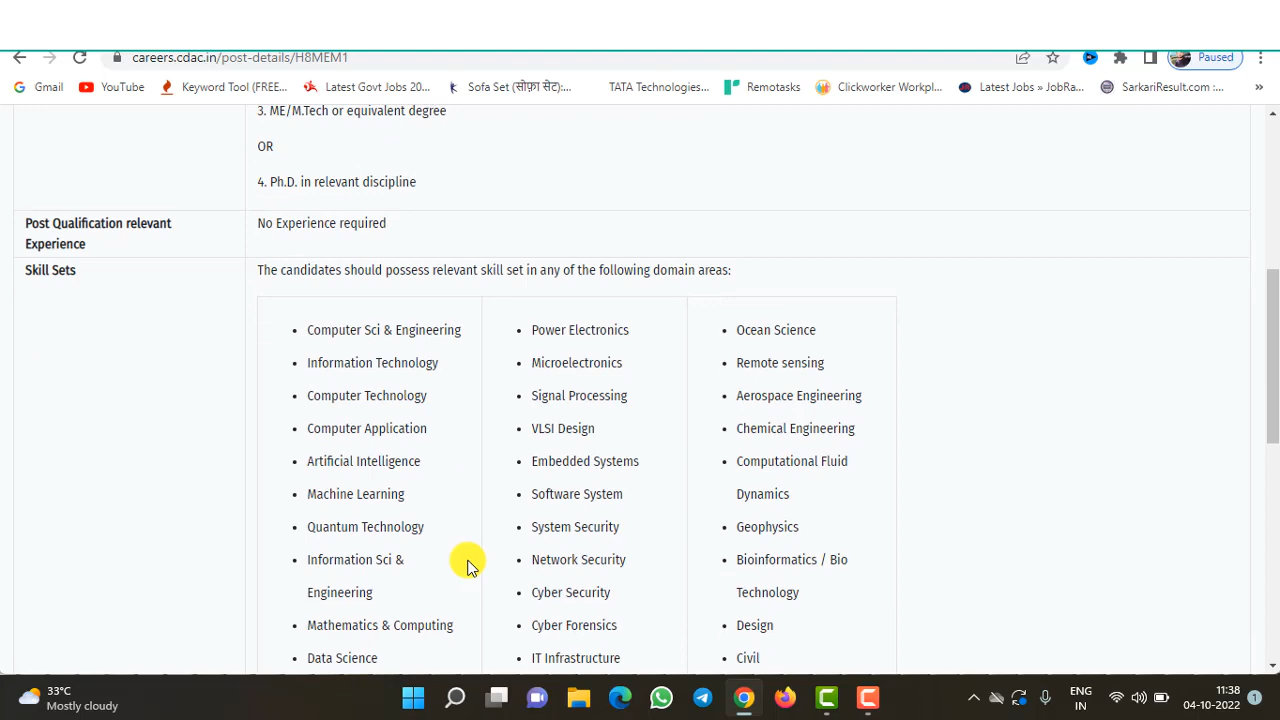 careers.cdac.in/post-details/H8MEM1
Paused
Gmail
YouTube
Keyword Tool (FREE...
Latest Govt Jobs 20...
Sofa Set (सोफ़ा सेट):...
TATA Technologies...
Remotasks
Clickworker Workpl...
Latest Jobs » JobRa...
SarkariResult.com :...
»
3. ME/M.Tech or equivalent degree
OR
4. Ph.D. in relevant discipline
Post Qualification relevant
Experience
No Experience required
Skill Sets
The candidates should possess relevant skill set in any of the following domain areas:
• Computer Sci & Engineering
• Information Technology
• Computer Technology
• Computer Application
• Artificial Intelligence
• Machine Learning
• Quantum Technology
• Information Sci &
Engineering
• Mathematics & Computing
• Data Science
• Power Electronics
• Microelectronics
• Signal Processing
• VLSI Design
• Embedded Systems
• Software System
• System Security
• Network Security
• Cyber Security
• Cyber Forensics
• IT Infrastructure
• Ocean Science
• Remote sensing
• Aerospace Engineering
• Chemical Engineering
• Computational Fluid
Dynamics
• Geophysics
• Bioinformatics / Bio
Technology
• Design
• Civil
33°C
Mostly cloudy
ENG
IN
11:38
04-10-2022
1